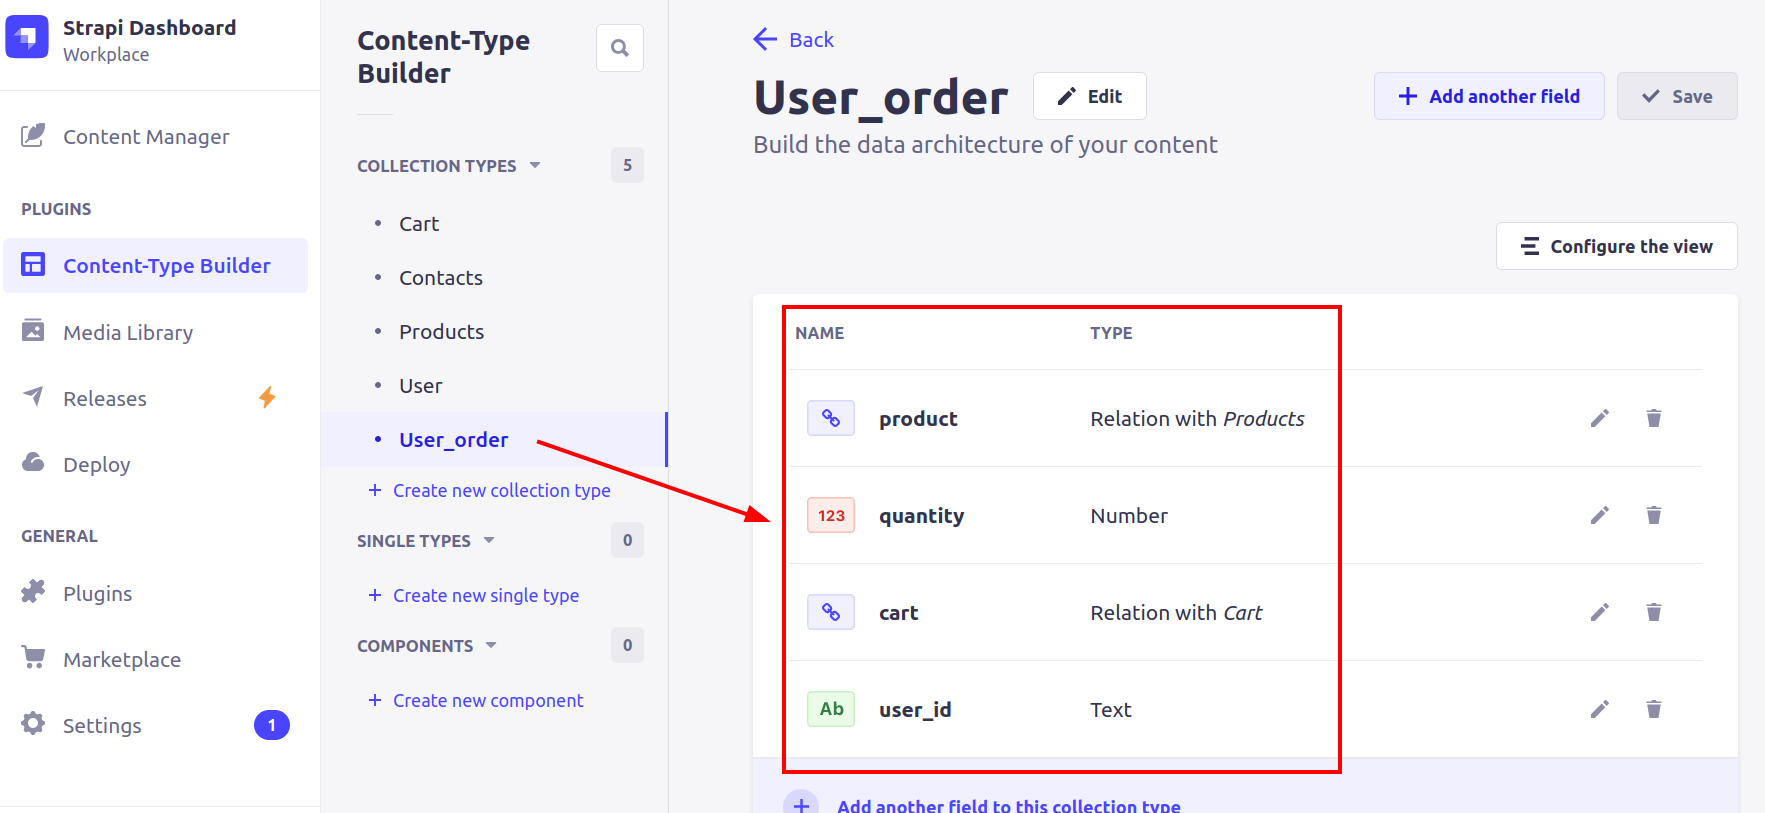 Strapi Dashboard
Workplace
Content Manager
PLUGINS
Content-Type Builder
Media Library
Releases
Deploy
GENERAL
Plugins
Marketplace
Settings
1
Content-Type
Builder
COLLECTION TYPES
5
Cart
Contacts
Products
User
User_order
Create new collection type
SINGLE TYPES
0
Create new single type
COMPONENTS
0
Create new component
Back
User_order
Edit
Add another field
Save
Build the data architecture of your content
Configure the view
NAME TYPE
product Relation with Products
123 quantity Number
cart Relation with Cart
Ab user_id Text
Add another field to this collection type